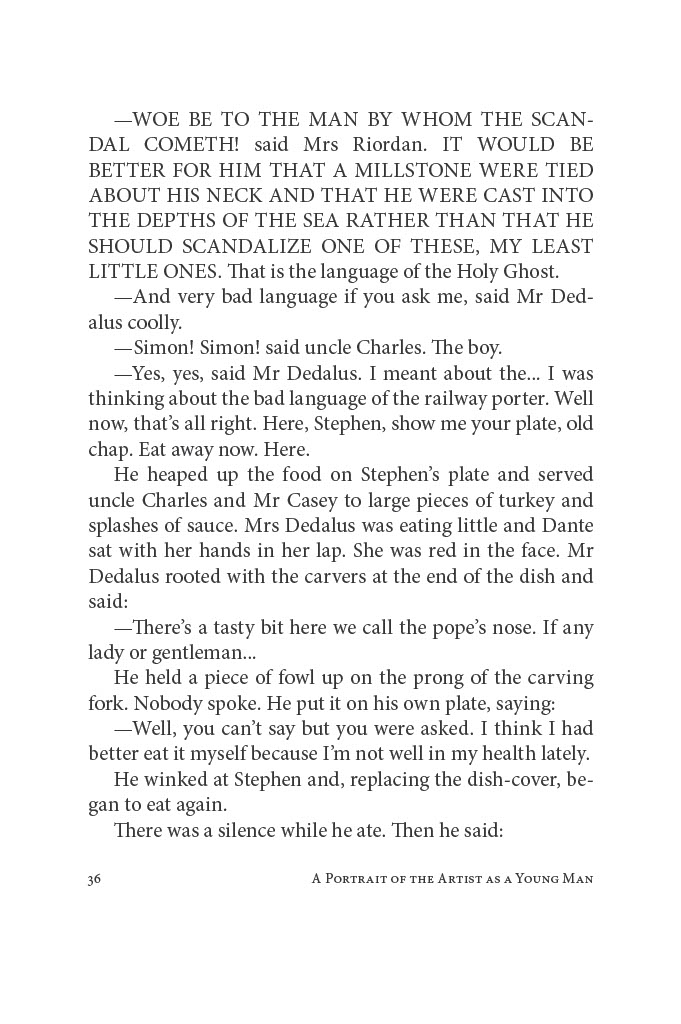 —WOE BE TO THE MAN BY WHOM THE SCAN-
DAL COMETH! said Mrs Riordan. IT WOULD BE
BETTER FOR HIM THAT A MILLSTONE WERE TIED
ABOUT HIS NECK AND THAT HE WERE CAST INTO
THE DEPTHS OF THE SEA RATHER THAN THAT HE
SHOULD SCANDALIZE ONE OF THESE, MY LEAST
LITTLE ONES. That is the language of the Holy Ghost.
—And very bad language if you ask me, said Mr Ded-
alus coolly.
—Simon! Simon! said uncle Charles. The boy.
—Yes, yes, said Mr Dedalus. I meant about the... I was
thinking about the bad language of the railway porter. Well
now, that’s all right. Here, Stephen, show me your plate, old
chap. Eat away now. Here.
He heaped up the food on Stephen’s plate and served
uncle Charles and Mr Casey to large pieces of turkey and
splashes of sauce. Mrs Dedalus was eating little and Dante
sat with her hands in her lap. She was red in the face. Mr
Dedalus rooted with the carvers at the end of the dish and
said:
—There’s a tasty bit here we call the pope’s nose. If any
lady or gentleman...
He held a piece of fowl up on the prong of the carving
fork. Nobody spoke. He put it on his own plate, saying:
—Well, you can’t say but you were asked. I think I had
better eat it myself because I’m not well in my health lately.
He winked at Stephen and, replacing the dish-cover, be-
gan to eat again.
There was a silence while he ate. Then he said:
36 A Portrait of the Artist as a Young Man